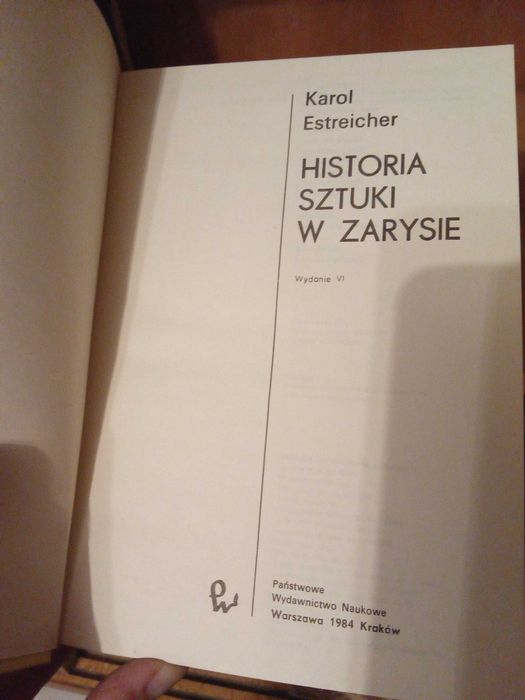 Karol
Estreicher
HISTORIA
SZTUKI
W ZARYSIE
Wydanie VI
Państwowe
Wydawnictwo Naukowe
Warszawa 1984 Kraków